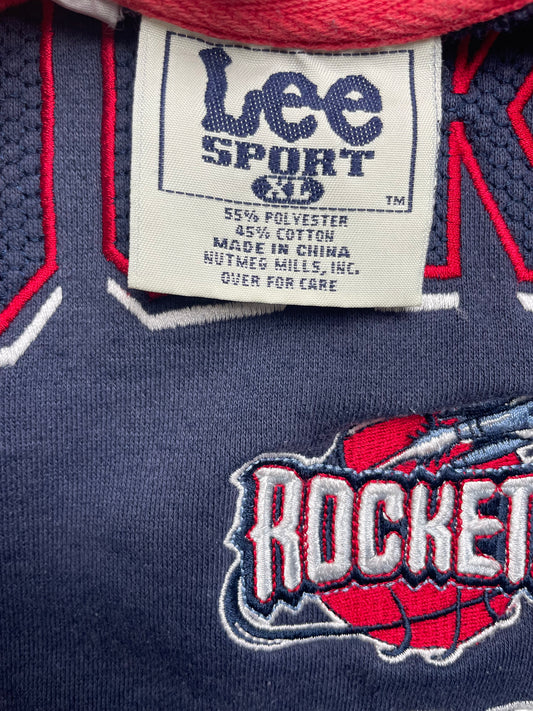 Lee
SPORT
XL
™
55% POLYESTER
45% COTTON
MADE IN CHINA
NUTMEG MILLS, INC.
OVER FOR CARE
ROCKET